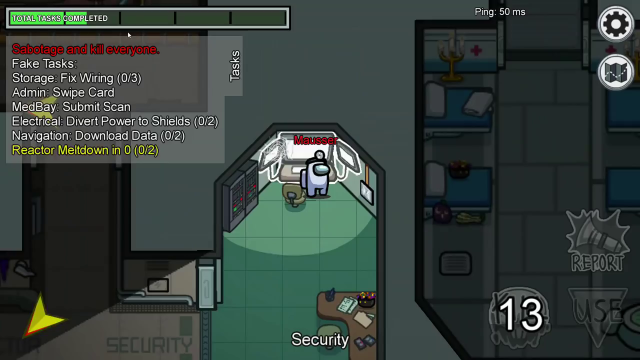 TOTAL TASKS COMPLETED
Ping: 50 ms
Sabotage and kill everyone.
Fake Tasks:
Storage: Fix Wiring (0/3)
Admin: Swipe Card
MedBay: Submit Scan
Electrical: Divert Power to Shields (0/2)
Navigation: Download Data (0/2)
Reactor Meltdown in 0 (0/2)
Tasks
Mousser
REPORT
13
USE
SECURITY
Security